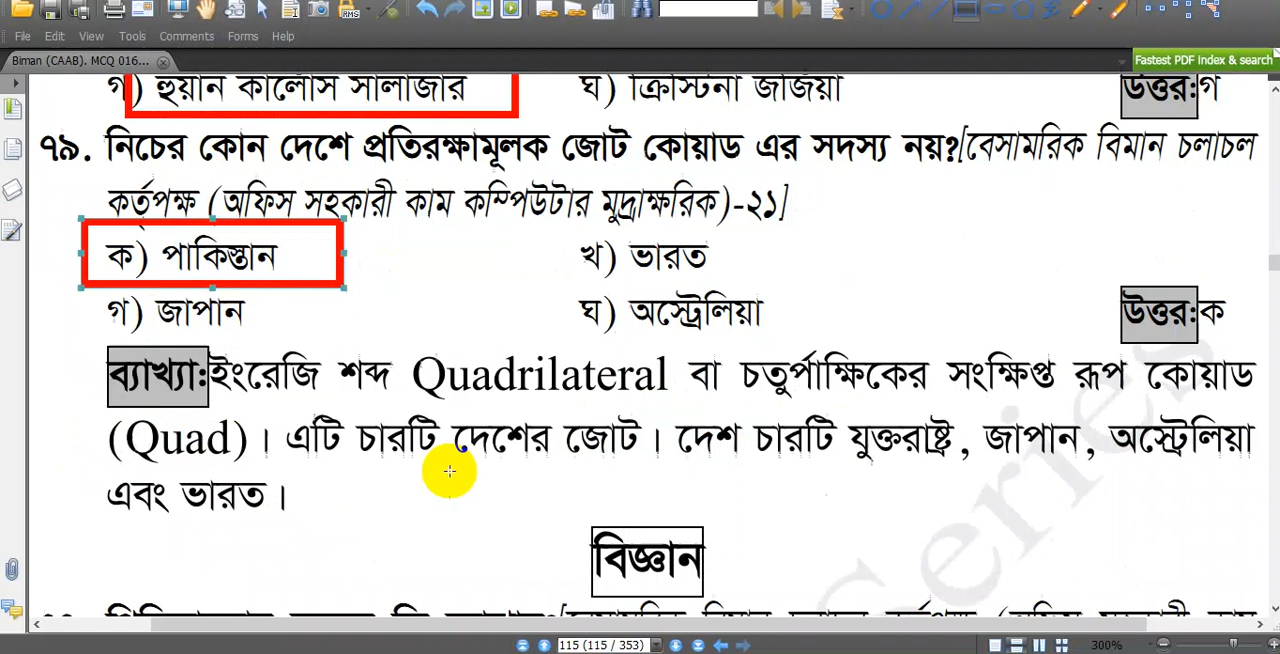 File Edit View Tools Comments Forms Help
Biman (CAAB). MCQ 016...
Fastest PDF Index & search
গ) হুয়ান কার্লোস সালাজার ঘ) ক্রিস্টিনা জর্জিয়া উত্তর:গ
৭৯. নিচের কোন দেশে প্রতিরক্ষামূলক জোট কোয়াড এর সদস্য নয়?[বেসামরিক বিমান চলাচল
কর্তৃপক্ষ (অফিস সহকারী কাম কম্পিউটার মুদ্রাক্ষরিক)-২১]
ক) পাকিস্তান খ) ভারত
গ) জাপান ঘ) অস্ট্রেলিয়া উত্তর:ক
ব্যাখ্যা:ইংরেজি শব্দ Quadrilateral বা চতুর্পাক্ষিকের সংক্ষিপ্ত রূপ কোয়াড
(Quad)। এটি চারটি দেশের জোট। দেশ চারটি যুক্তরাষ্ট্র, জাপান, অস্ট্রেলিয়া
এবং ভারত।
Series
বিজ্ঞান
115 (115 / 353) 300%